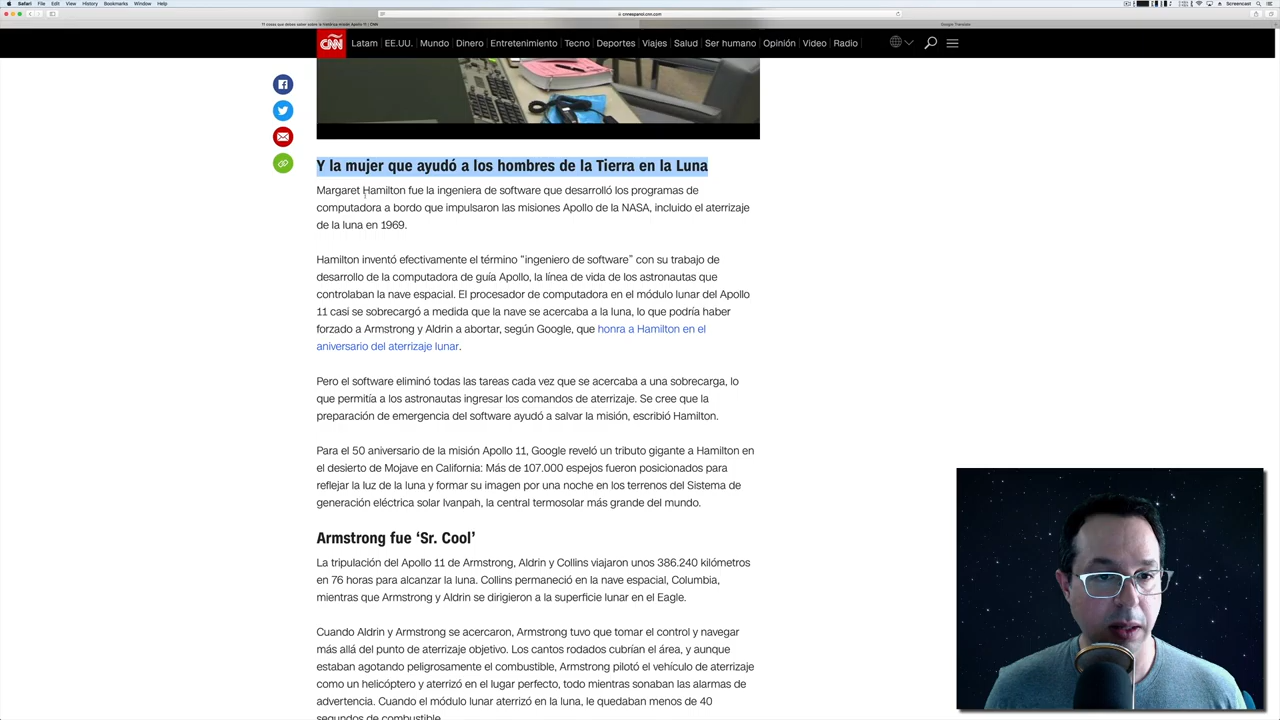 Safari File Edit View History Bookmarks Window Help
Screencast
cnnespanol.cnn.com
11 cosas que debes saber sobre la histórica misión Apolo 11 | CNN
Google Translate
CNN Latam EE.UU. Mundo Dinero Entretenimiento Tecno Deportes Viajes Salud Ser humano Opinión Video Radio
Y la mujer que ayudó a los hombres de la Tierra en la Luna
Margaret Hamilton fue la ingeniera de software que desarrolló los programas de
computadora a bordo que impulsaron las misiones Apollo de la NASA, incluido el aterrizaje
de la luna en 1969.
Hamilton inventó efectivamente el término “ingeniero de software” con su trabajo de
desarrollo de la computadora de guía Apollo, la línea de vida de los astronautas que
controlaban la nave espacial. El procesador de computadora en el módulo lunar del Apollo
11 casi se sobrecargó a medida que la nave se acercaba a la luna, lo que podría haber
forzado a Armstrong y Aldrin a abortar, según Google, que honra a Hamilton en el
aniversario del aterrizaje lunar.
Pero el software eliminó todas las tareas cada vez que se acercaba a una sobrecarga, lo
que permitía a los astronautas ingresar los comandos de aterrizaje. Se cree que la
preparación de emergencia del software ayudó a salvar la misión, escribió Hamilton.
Para el 50 aniversario de la misión Apollo 11, Google reveló un tributo gigante a Hamilton en
el desierto de Mojave en California: Más de 107.000 espejos fueron posicionados para
reflejar la luz de la luna y formar su imagen por una noche en los terrenos del Sistema de
generación eléctrica solar Ivanpah, la central termosolar más grande del mundo.
Armstrong fue ‘Sr. Cool’
La tripulación del Apollo 11 de Armstrong, Aldrin y Collins viajaron unos 386.240 kilómetros
en 76 horas para alcanzar la luna. Collins permaneció en la nave espacial, Columbia,
mientras que Armstrong y Aldrin se dirigieron a la superficie lunar en el Eagle.
Cuando Aldrin y Armstrong se acercaron, Armstrong tuvo que tomar el control y navegar
más allá del punto de aterrizaje objetivo. Los cantos rodados cubrían el área, y aunque
estaban agotando peligrosamente el combustible, Armstrong pilotó el vehículo de aterrizaje
como un helicóptero y aterrizó en el lugar perfecto, todo mientras sonaban las alarmas de
advertencia. Cuando el módulo lunar aterrizó en la luna, le quedaban menos de 40
segundos de combustible.